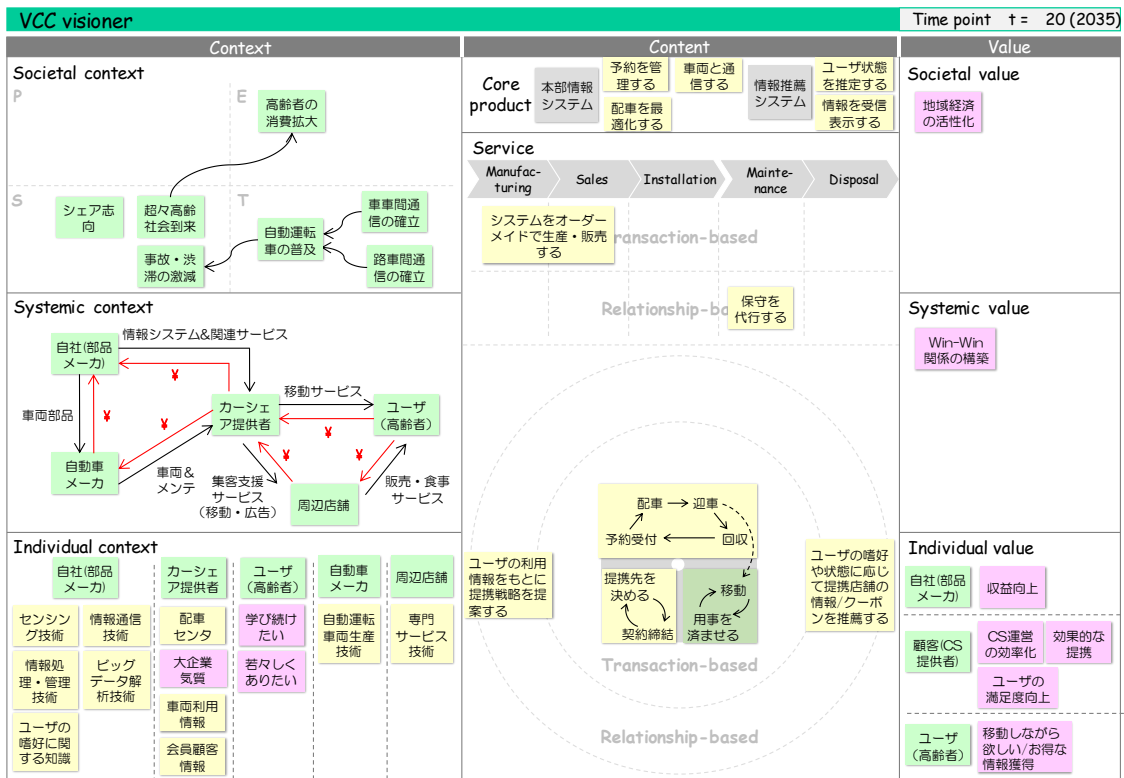 VCC visioner
Time point t = 20 (2035)
Context
Content
Value
Societal context
P
E
高齢者の
消費拡大
S
シェア志
向
超々高齢
社会到来
T
自動運転
車の普及
車車間通
信の確立
事故・渋
滞の激減
路車間通
信の確立
Systemic context
情報システム&関連サービス
自社(部品
メーカ)
¥
移動サービス
カーシェ
ア提供者
ユーザ
(高齢者)
車両部品
¥
¥
¥
¥
¥
自動車
メーカ
車両&
メンテ
集客支援
サービス
(移動・広告)
周辺店舗
販売・食事
サービス
Individual context
自社(部品
メーカ)
カーシェ
ア提供者
ユーザ
(高齢者)
自動車
メーカ
周辺店舗
センシン
グ技術
情報通信
技術
配車
センタ
学び続け
たい
自動運転
車両生産
技術
専門
サービス
技術
情報処
理・管理
技術
ビッグ
データ解
析技術
大企業
気質
若々しく
ありたい
車両利用
情報
ユーザの
嗜好に関
する知識
会員顧客
情報
Core
product
本部情報
システム
予約を管
理する
車両と通
信する
配車を最
適化する
情報推薦
システム
ユーザ状態
を推定する
情報を受信
表示する
Service
Manufac-
turing
Sales
Installation
Mainte-
nance
Disposal
システムをオーダー
メイドで生産・販売
する
ransaction-based
Relationship-ba
保守を
代行する
配車
迎車
予約受付
回収
ユーザの利用
情報をもとに
提携戦略を提
案する
提携先を
決める
契約締結
移動
用事を
済ませる
ユーザの嗜好
や状態に応じ
て提携店舗の
情報/クーポ
ンを推薦する
Transaction-based
Relationship-based
Societal value
地域経済
の活性化
Systemic value
Win-Win
関係の構築
Individual value
自社(部品
メーカ)
収益向上
顧客(CS
提供者)
CS運営
の効率化
効果的な
提携
ユーザの
満足度向上
ユーザ
(高齢者)
移動しながら
欲しい/お得な
情報獲得